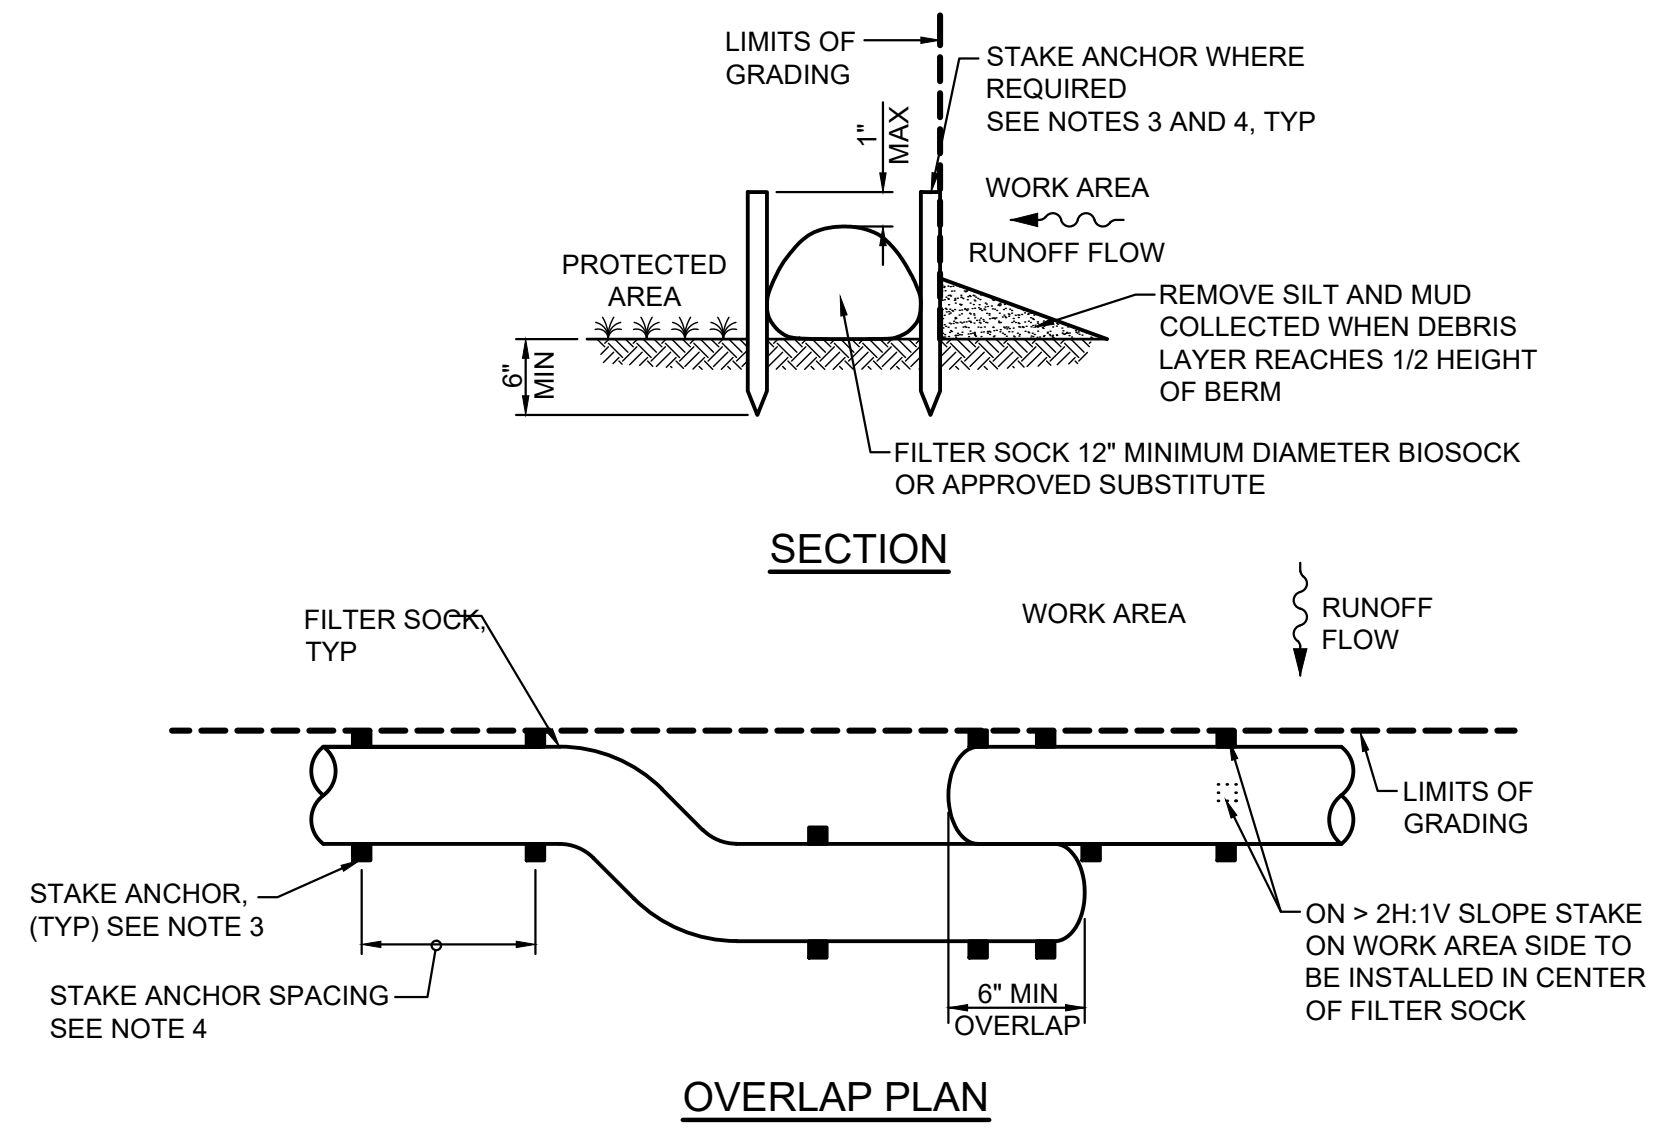 LIMITS OF
GRADING
STAKE ANCHOR WHERE
REQUIRED
SEE NOTES 3 AND 4, TYP
1"
MAX
WORK AREA
RUNOFF FLOW
PROTECTED
AREA
REMOVE SILT AND MUD
COLLECTED WHEN DEBRIS
LAYER REACHES 1/2 HEIGHT
OF BERM
6"
MIN
FILTER SOCK 12" MINIMUM DIAMETER BIOSOCK
OR APPROVED SUBSTITUTE
SECTION
FILTER SOCK,
TYP
WORK AREA
RUNOFF
FLOW
LIMITS OF
GRADING
STAKE ANCHOR,
(TYP) SEE NOTE 3
STAKE ANCHOR SPACING
SEE NOTE 4
6" MIN
OVERLAP
ON > 2H:1V SLOPE STAKE
ON WORK AREA SIDE TO
BE INSTALLED IN CENTER
OF FILTER SOCK
OVERLAP PLAN